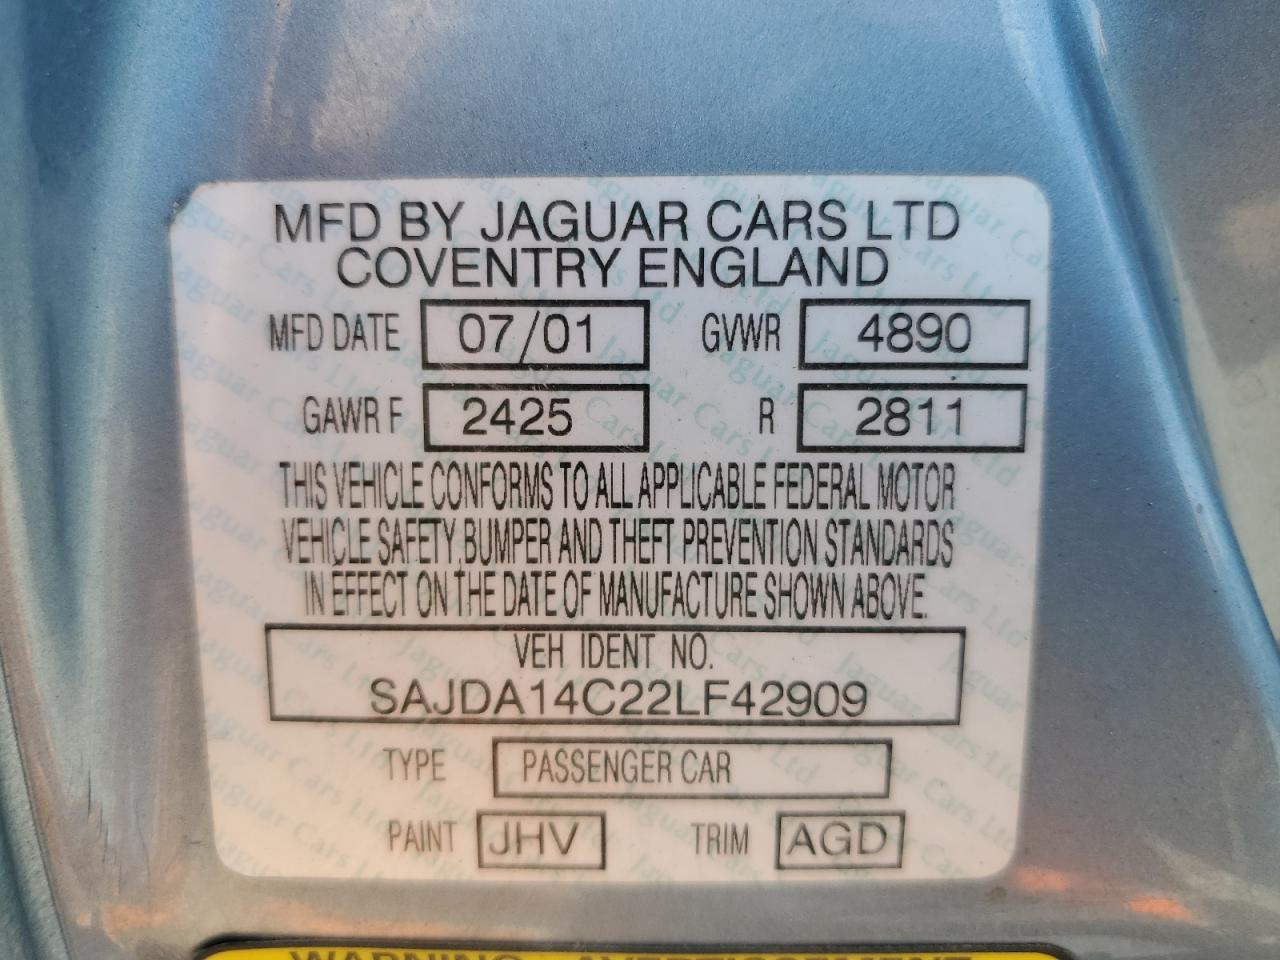 MFD BY JAGUAR CARS LTD
COVENTRY ENGLAND
MFD DATE 07/01 GVWR 4890
GAWR F 2425 R 2811
THIS VEHICLE CONFORMS TO ALL APPLICABLE FEDERAL MOTOR
VEHICLE SAFETY, BUMPER AND THEFT PREVENTION STANDARDS
IN EFFECT ON THE DATE OF MANUFACTURE SHOWN ABOVE.
VEH IDENT NO.
SAJDA14C22LF42909
TYPE PASSENGER CAR
PAINT JHV TRIM AGD
WARNING AVERTISSEMENT